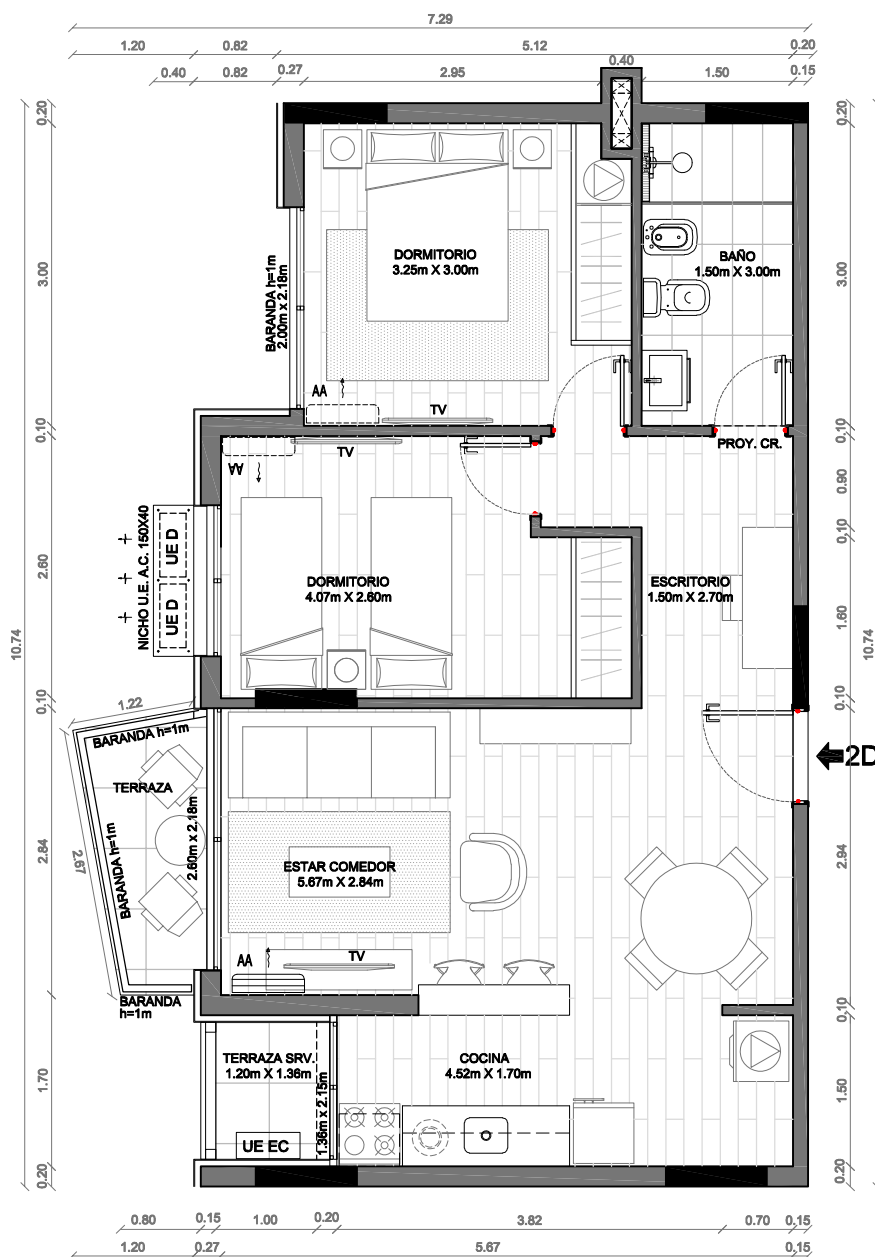 7.29
1.20 0.82 5.12 0.20
0.40 0.82 0.27 2.95 0.40 1.50 0.15
0.20 0.20
DORMITORIO
3.25m X 3.00m
BAÑO
1.50m X 3.00m
3.00 3.00
BARANDA h=1m
2.00m x 2.18m
AA
TV
0.10 0.10
PROY. CR.
AA
TV
0.90
0.10
NICHO U.E. A.C. 150X40
UE D
UE D
2.60
DORMITORIO
4.07m X 2.60m
ESCRITORIO
1.50m X 2.70m
1.60
10.74 10.74
0.10 0.10
1.22
BARANDA h=1m
2D
TERRAZA
2.60m x 2.18m
BARANDA h=1m
2.67
2.84 2.94
ESTAR COMEDOR
5.67m X 2.84m
AA
TV
BARANDA
h=1m
0.10
TERRAZA SRV.
1.20m X 1.36m
COCINA
4.52m X 1.70m
1.36m x 2.15m
1.70 1.50
UE EC
0.20 0.20
0.80 0.15 1.00 0.20 3.82 0.70 0.15
1.20 0.27 5.67 0.15